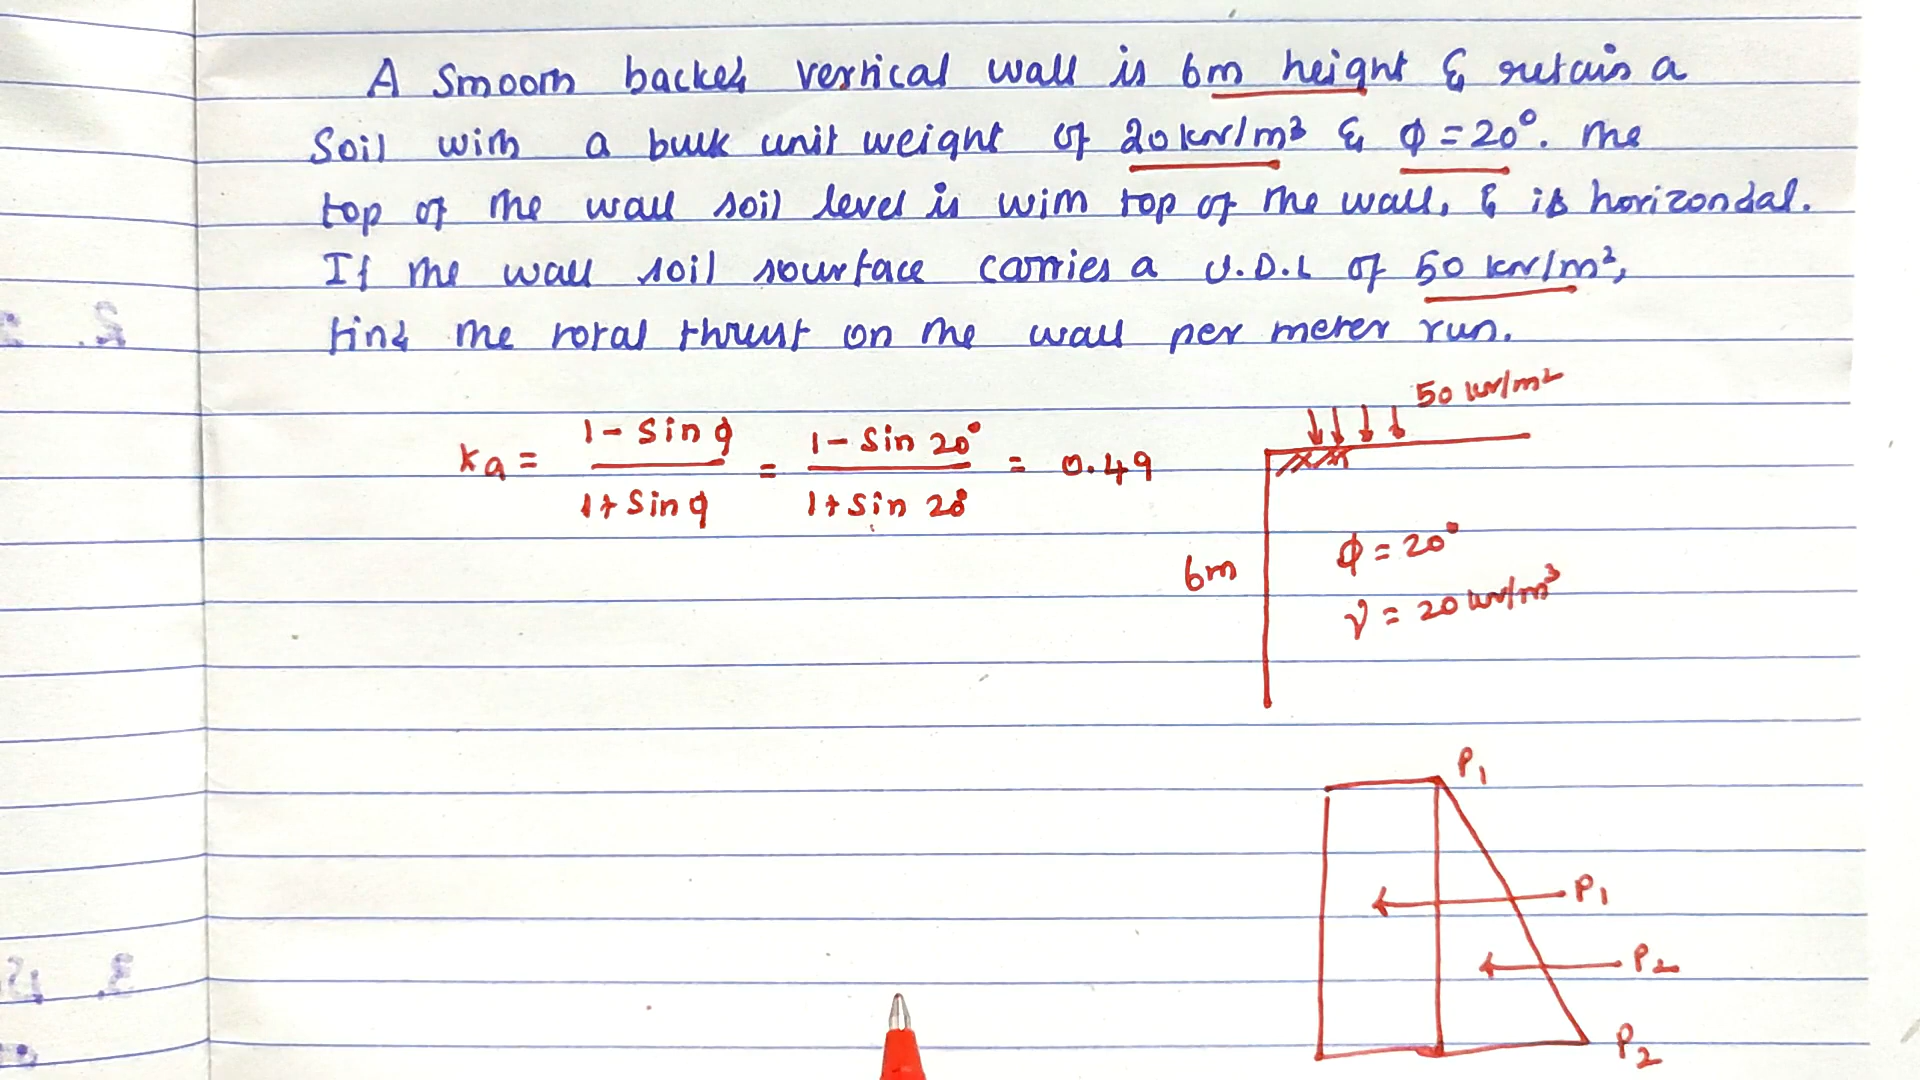 A Smooth backed vertical wall is 6m height & retain a
Soil with a bulk unit weight of 20 kN/m³ & ϕ = 20°. The
top of the wall soil level is with top of the wall, & is horizondal.
If the wall soil sourface carries a U.D.L of 50 kN/m²,
find the total thrust on the wall per meter run.
50 kN/m²
ka = (1 - Sin ϕ)/(1 + Sin ϕ) = (1 - Sin 20°)/(1 + Sin 20°) = 0.49
6m
ϕ = 20°
γ = 20 kN/m³
P1
P1
P2
P2